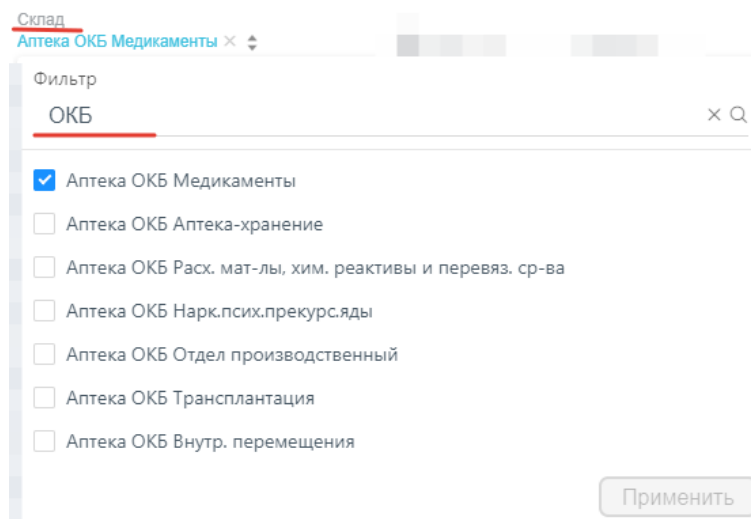 Склад
Аптека ОКБ Медикаменты
Фильтр
ОКБ
Аптека ОКБ Медикаменты
Аптека ОКБ Аптека-хранение
Аптека ОКБ Расх. мат-лы, хим. реактивы и перевяз. ср-ва
Аптека ОКБ Нарк.псих.прекурс.яды
Аптека ОКБ Отдел производственный
Аптека ОКБ Трансплантация
Аптека ОКБ Внутр. перемещения
Применить